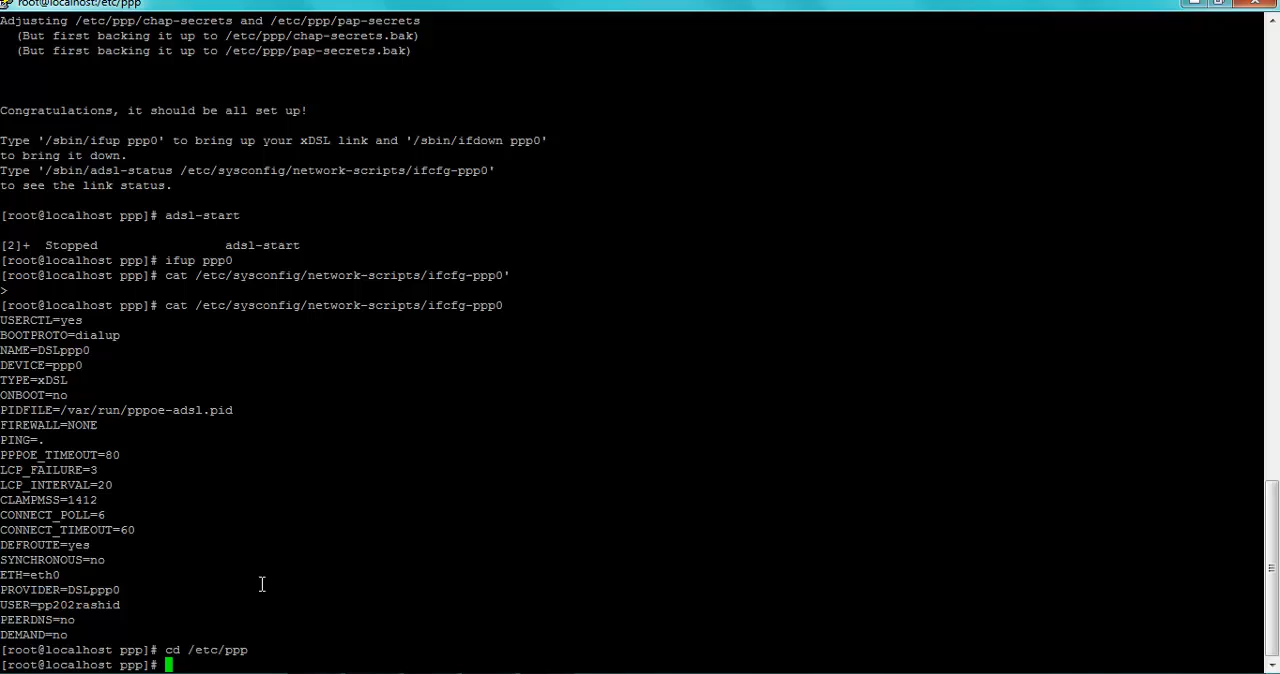 root@localhost:/etc/ppp
Adjusting /etc/ppp/chap-secrets and /etc/ppp/pap-secrets
  (But first backing it up to /etc/ppp/chap-secrets.bak)
  (But first backing it up to /etc/ppp/pap-secrets.bak)
Congratulations, it should be all set up!
Type '/sbin/ifup ppp0' to bring up your xDSL link and '/sbin/ifdown ppp0'
to bring it down.
Type '/sbin/adsl-status /etc/sysconfig/network-scripts/ifcfg-ppp0'
to see the link status.
[root@localhost ppp]# adsl-start
[2]+  Stopped                 adsl-start
[root@localhost ppp]# ifup ppp0
[root@localhost ppp]# cat /etc/sysconfig/network-scripts/ifcfg-ppp0'
>
[root@localhost ppp]# cat /etc/sysconfig/network-scripts/ifcfg-ppp0
USERCTL=yes
BOOTPROTO=dialup
NAME=DSLppp0
DEVICE=ppp0
TYPE=xDSL
ONBOOT=no
PIDFILE=/var/run/pppoe-adsl.pid
FIREWALL=NONE
PING=.
PPPOE_TIMEOUT=80
LCP_FAILURE=3
LCP_INTERVAL=20
CLAMPMSS=1412
CONNECT_POLL=6
CONNECT_TIMEOUT=60
DEFROUTE=yes
SYNCHRONOUS=no
ETH=eth0
PROVIDER=DSLppp0
USER=pp202rashid
PEERDNS=no
DEMAND=no
[root@localhost ppp]# cd /etc/ppp
[root@localhost ppp]#